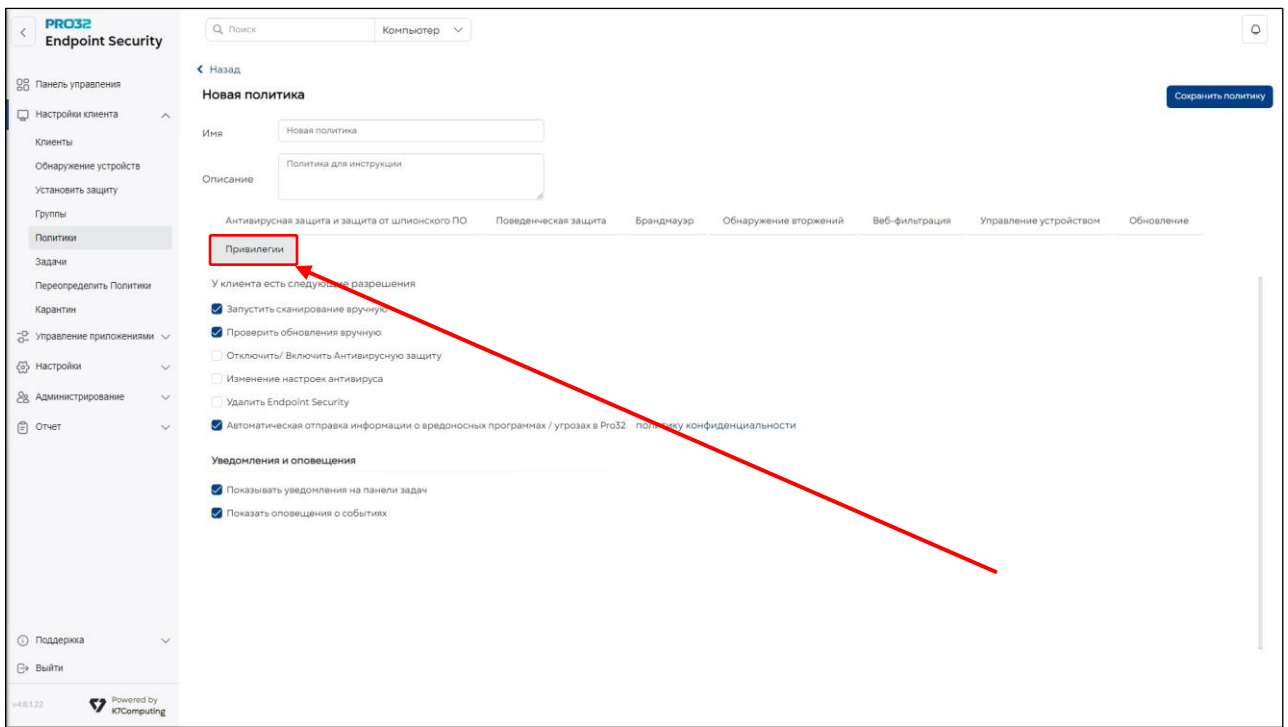 PRO32
Endpoint Security
Поиск
Компьютер
Панель управления
Настройки клиента
Клиенты
Обнаружение устройств
Установить защиту
Группы
Политики
Задачи
Переопределить Политики
Карантин
Управление приложениями
Настройки
Администрирование
Отчет
Поддержка
Выйти
v4.6.1.22
Powered by
K7Computing
Назад
Новая политика
Сохранить политику
Имя
Новая политика
Описание
Политика для инструкции
Антивирусная защита и защита от шпионского ПО Поведенческая защита Брандмауэр Обнаружение вторжений Веб-фильтрация Управление устройством Обновление
Привилегии
У клиента есть следующие разрешения
Запустить сканирование вручную
Проверить обновления вручную
Отключить/ Включить Антивирусную защиту
Изменение настроек антивируса
Удалить Endpoint Security
Автоматическая отправка информации о вредоносных программах / угрозах в Pro32 политику конфиденциальности
Уведомления и оповещения
Показывать уведомления на панели задач
Показать оповещения о событиях